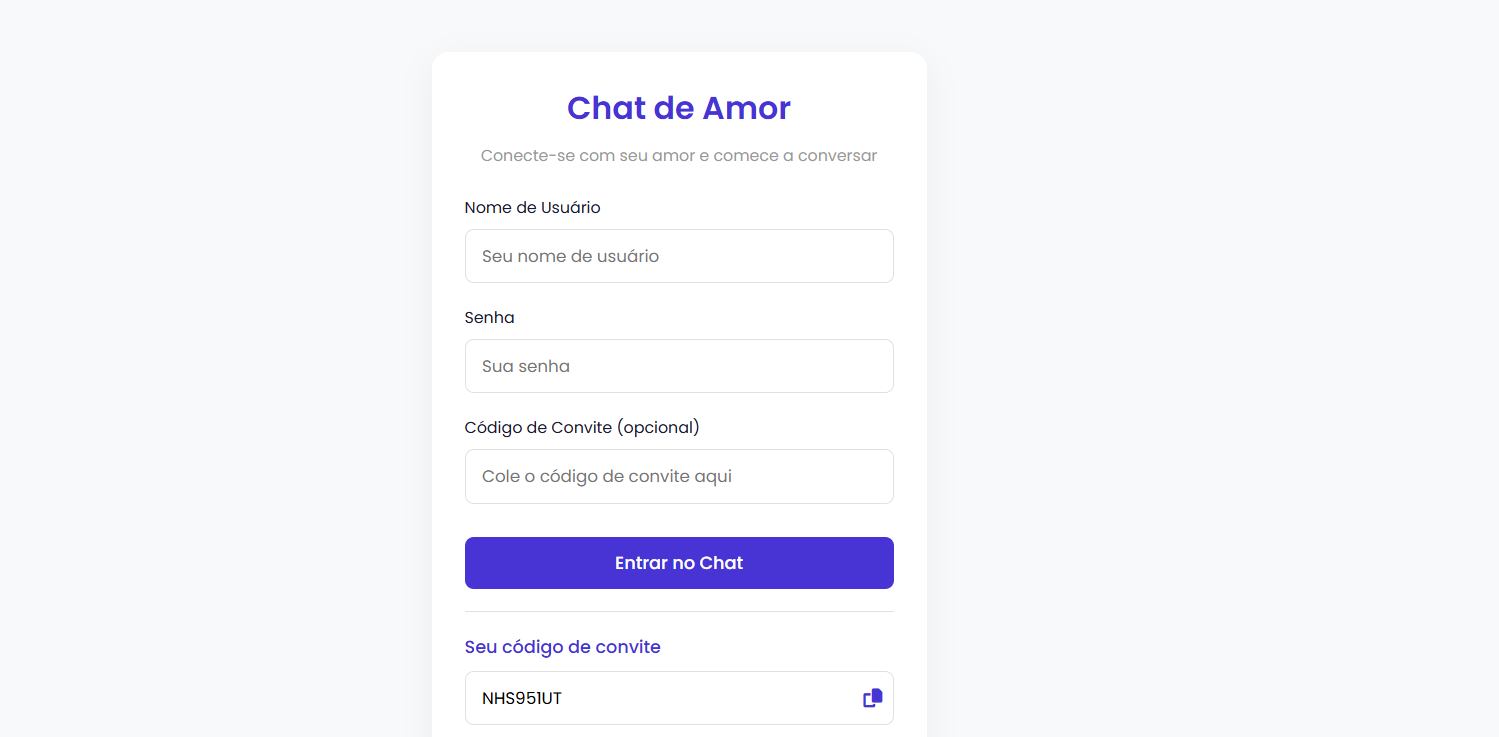 Chat de Amor
Conecte-se com seu amor e comece a conversar
Nome de Usuário
Seu nome de usuário
Senha
Sua senha
Código de Convite (opcional)
Cole o código de convite aqui
Entrar no Chat
Seu código de convite
NHS951UT